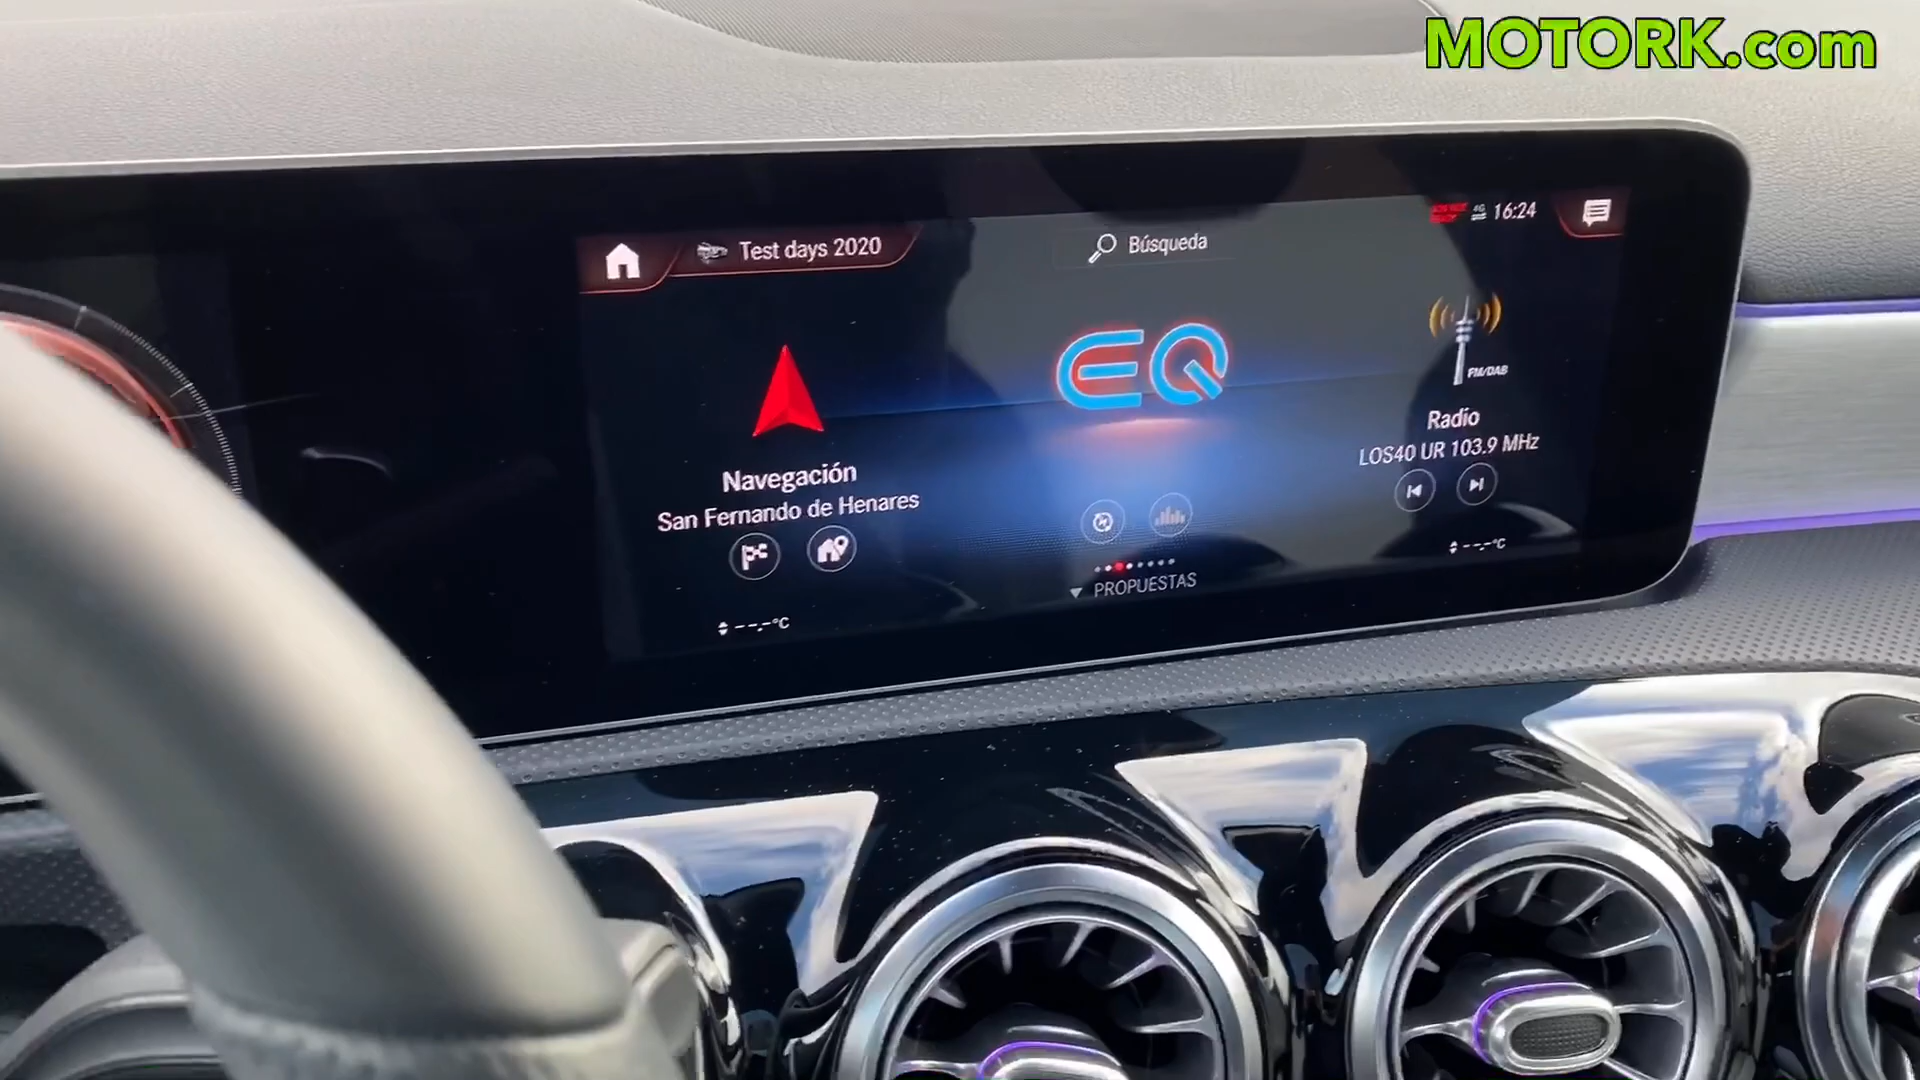 MOTORK.com
Test days 2020
Búsqueda
4G
16:24
EQ
FM/DAB
Navegación
San Fernando de Henares
Radio
LOS40 UR 103.9 MHz
PROPUESTAS
--,-°C
--,-°C